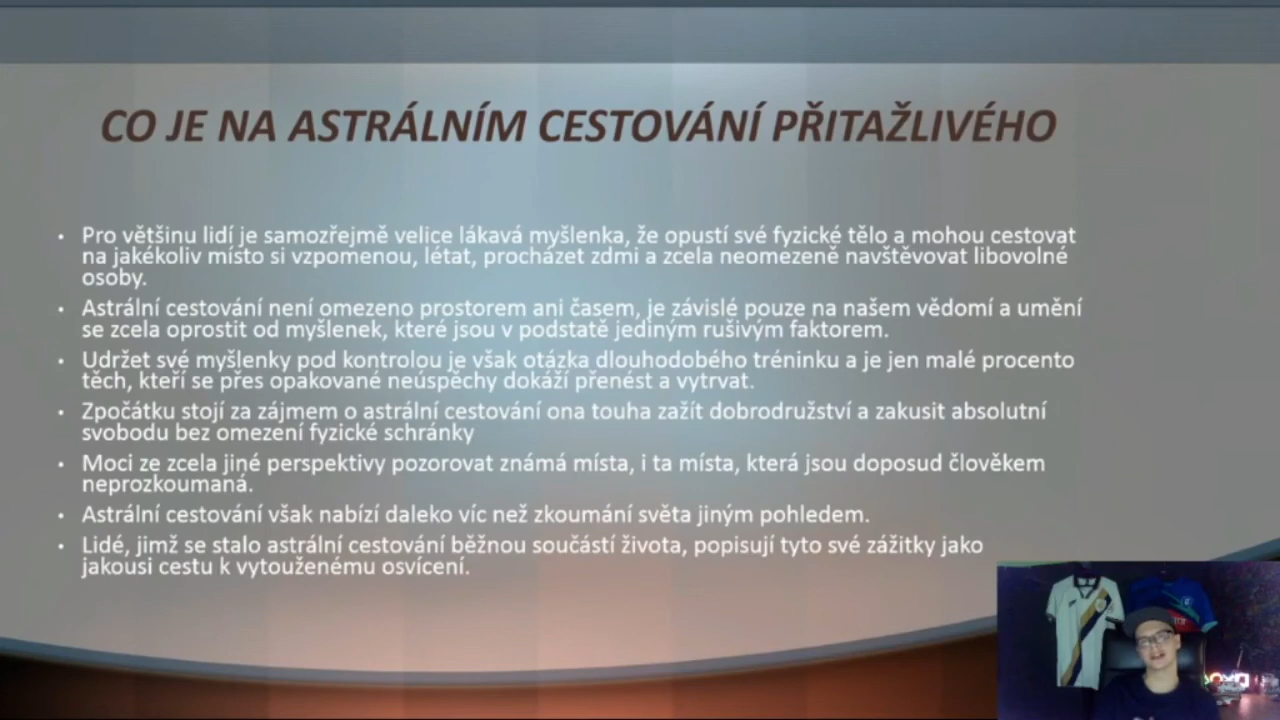 CO JE NA ASTRÁLNÍM CESTOVÁNÍ PŘITAŽLIVÉHO
• Pro většinu lidí je samozřejmě velice lákavá myšlenka, že opustí své fyzické tělo a mohou cestovat
na jakékoliv místo si vzpomenou, létat, procházet zdmi a zcela neomezeně navštěvovat libovolné
osoby.
• Astrální cestování není omezeno prostorem ani časem, je závislé pouze na našem vědomí a umění
se zcela oprostit od myšlenek, které jsou v podstatě jediným rušivým faktorem.
• Udržet své myšlenky pod kontrolou je však otázka dlouhodobého tréninku a je jen malé procento
těch, kteří se přes opakované neúspěchy dokáží přenést a vytrvat.
• Zpočátku stojí za zájmem o astrální cestování ona touha zažít dobrodružství a zakusit absolutní
svobodu bez omezení fyzické schránky
• Moci ze zcela jiné perspektivy pozorovat známá místa, i ta místa, která jsou doposud člověkem
neprozkoumaná.
• Astrální cestování však nabízí daleko víc než zkoumání světa jiným pohledem.
• Lidé, jimž se stalo astrální cestování běžnou součástí života, popisují tyto své zážitky jako
jakousi cestu k vytouženému osvícení.